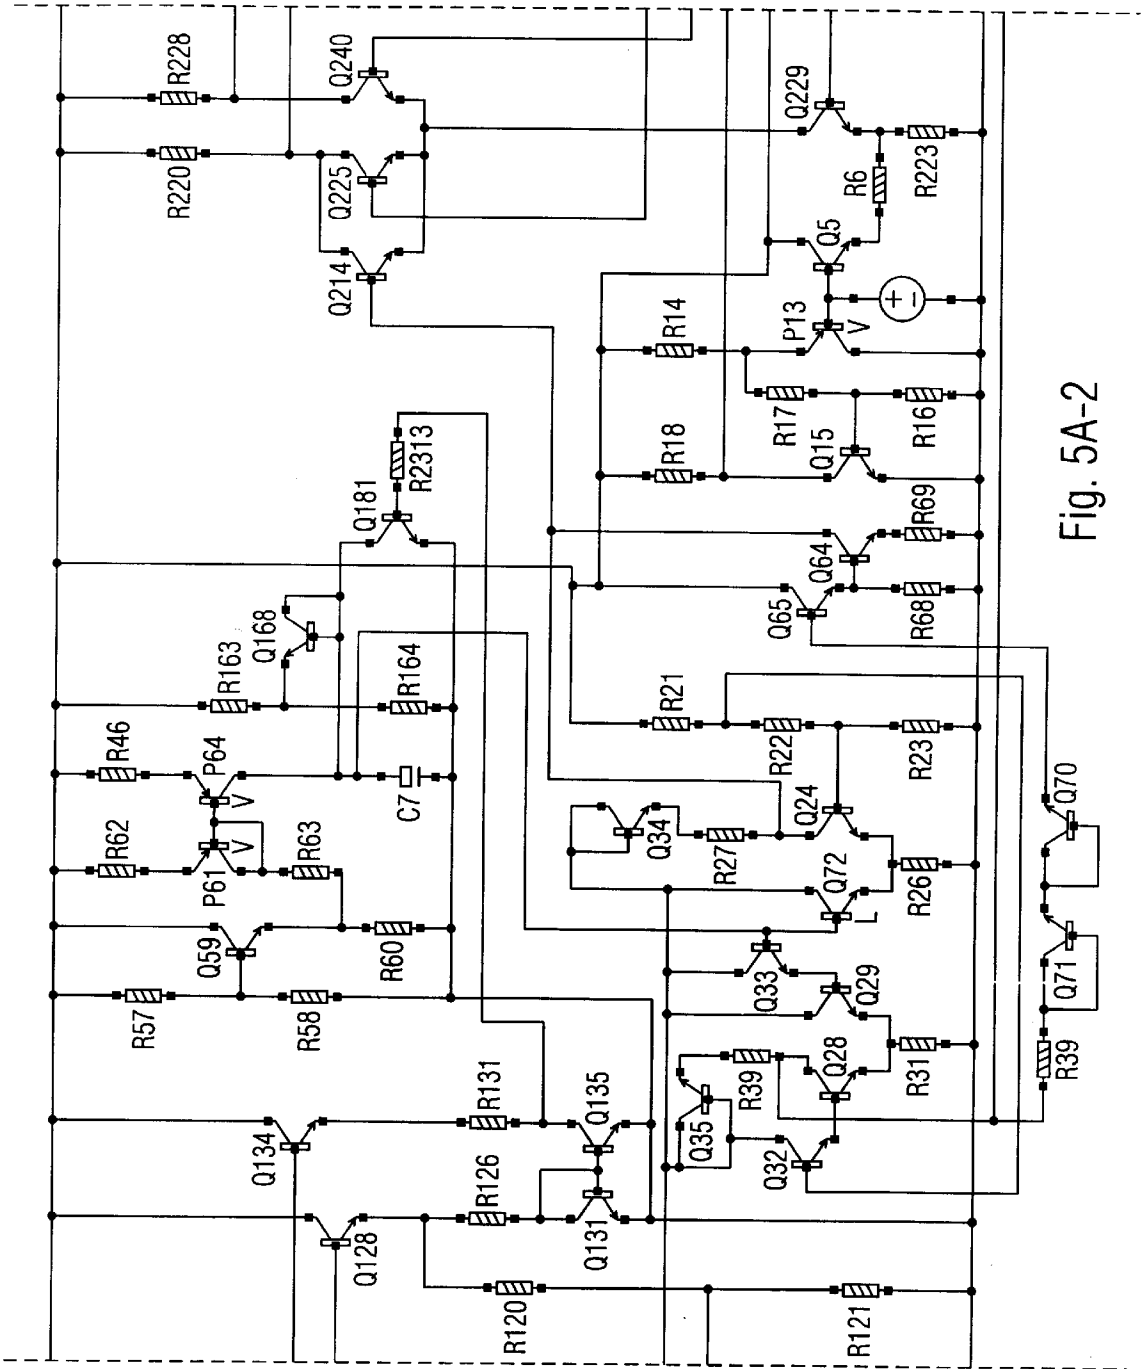 R228
R220
Q240
Q225
Q214
Q229
R223
R6
Q5
P13
V
+
-
R14
R17
R16
R18
Q15
Q181
R2313
Q168
R163
R164
R46
P64
V
C7
R62
P61
V
R63
Q59
R60
R57
R58
Q65
Q64
R69
R68
R21
R22
R23
Q24
Q34
R27
Q72
L
R26
Q33
Q29
Q28
R31
R39
Q35
Q32
Q70
Q71
R39
Q134
R131
Q135
R126
Q131
Q128
R120
R121
Fig. 5A-2